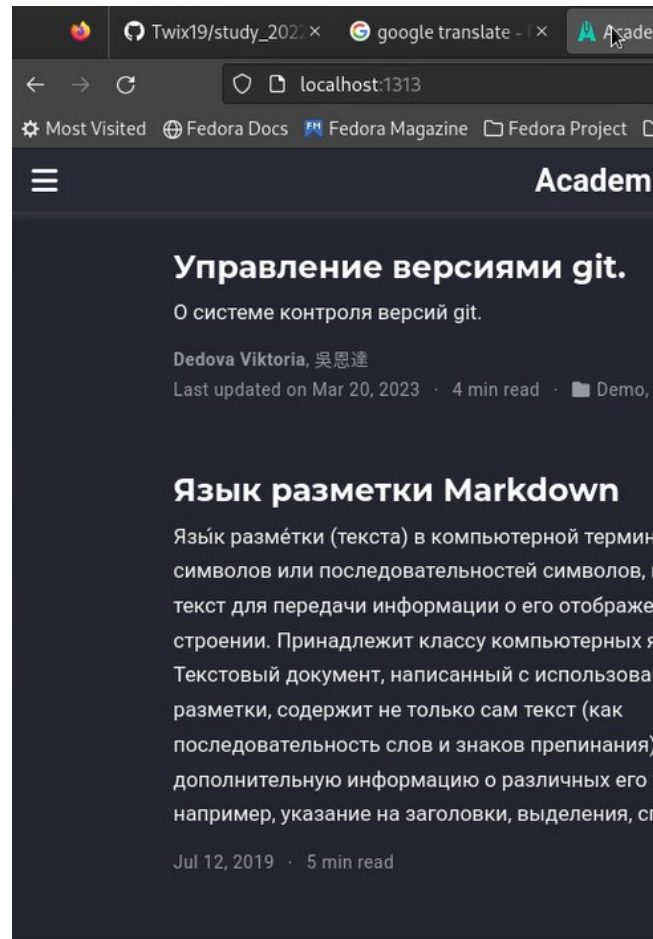 Twix19/study_2022 google translate - Acade
localhost:1313
Most Visited Fedora Docs Fedora Magazine Fedora Project
Academ
Управление версиями git.
О системе контроля версий git.
Dedova Viktoria, 吳恩達
Last updated on Mar 20, 2023 · 4 min read · Demo,
Язык разметки Markdown
Язы́к разме́тки (текста) в компьютерной термин
символов или последовательностей символов,
текст для передачи информации о его отображе
строении. Принадлежит классу компьютерных я
Текстовый документ, написанный с использова
разметки, содержит не только сам текст (как
последовательность слов и знаков препинания)
дополнительную информацию о различных его
например, указание на заголовки, выделения, сп
Jul 12, 2019 · 5 min read